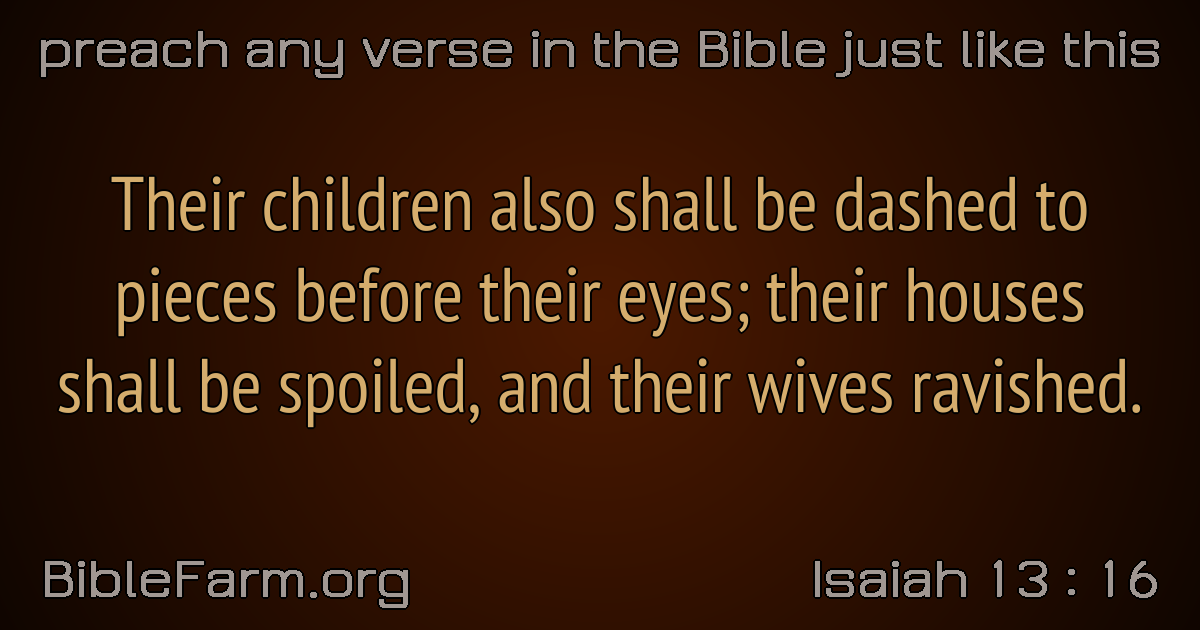 preach any verse in the Bible just like this
Their children also shall be dashed to
pieces before their eyes; their houses
shall be spoiled, and their wives ravished.
BibleFarm.org
Isaiah 13 : 16